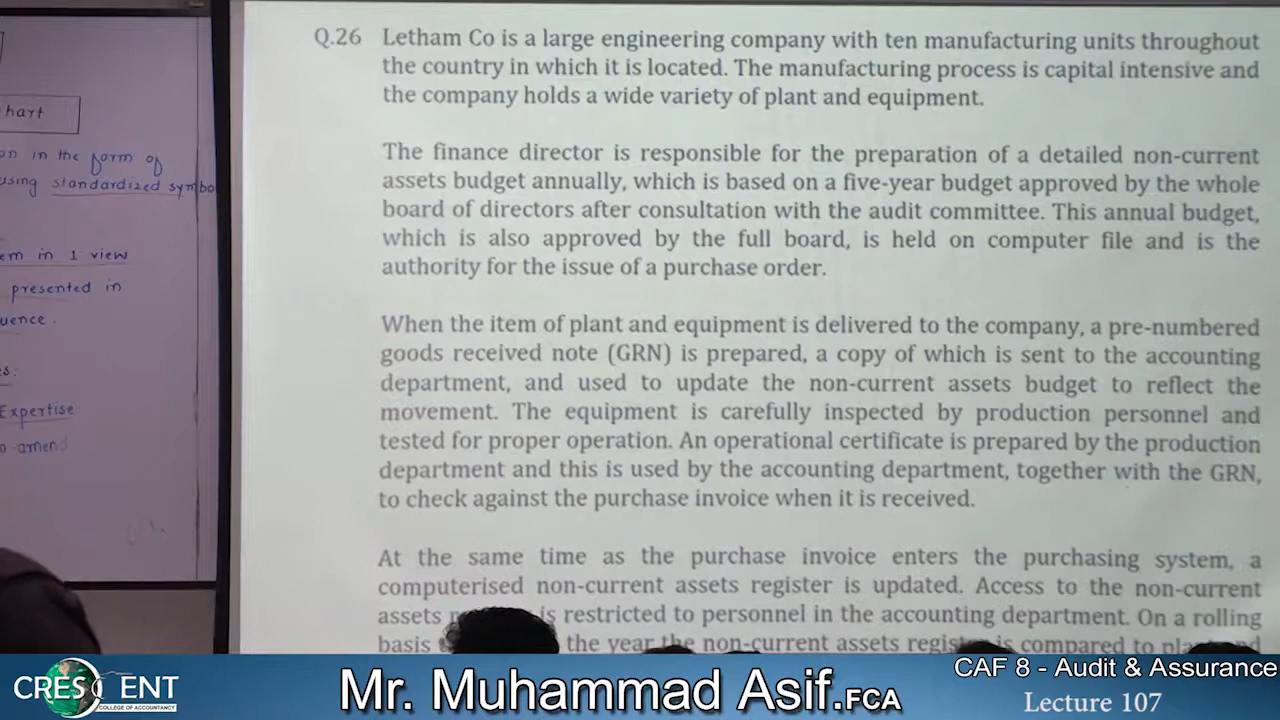 hart
on in the form of
using standardized symbo
em in 1 view
presented in
uence.
s:
Expertise
o amend
Q.26 Letham Co is a large engineering company with ten manufacturing units throughout
the country in which it is located. The manufacturing process is capital intensive and
the company holds a wide variety of plant and equipment.
The finance director is responsible for the preparation of a detailed non-current
assets budget annually, which is based on a five-year budget approved by the whole
board of directors after consultation with the audit committee. This annual budget,
which is also approved by the full board, is held on computer file and is the
authority for the issue of a purchase order.
When the item of plant and equipment is delivered to the company, a pre-numbered
goods received note (GRN) is prepared, a copy of which is sent to the accounting
department, and used to update the non-current assets budget to reflect the
movement. The equipment is carefully inspected by production personnel and
tested for proper operation. An operational certificate is prepared by the production
department and this is used by the accounting department, together with the GRN,
to check against the purchase invoice when it is received.
At the same time as the purchase invoice enters the purchasing system, a
computerised non-current assets register is updated. Access to the non-current
assets is restricted to personnel in the accounting department. On a rolling
basis the year the non-current assets is compared to
CRESCENT
COLLEGE OF ACCOUNTANCY
Mr. Muhammad Asif.FCA
CAF 8 - Audit & Assurance
Lecture 107